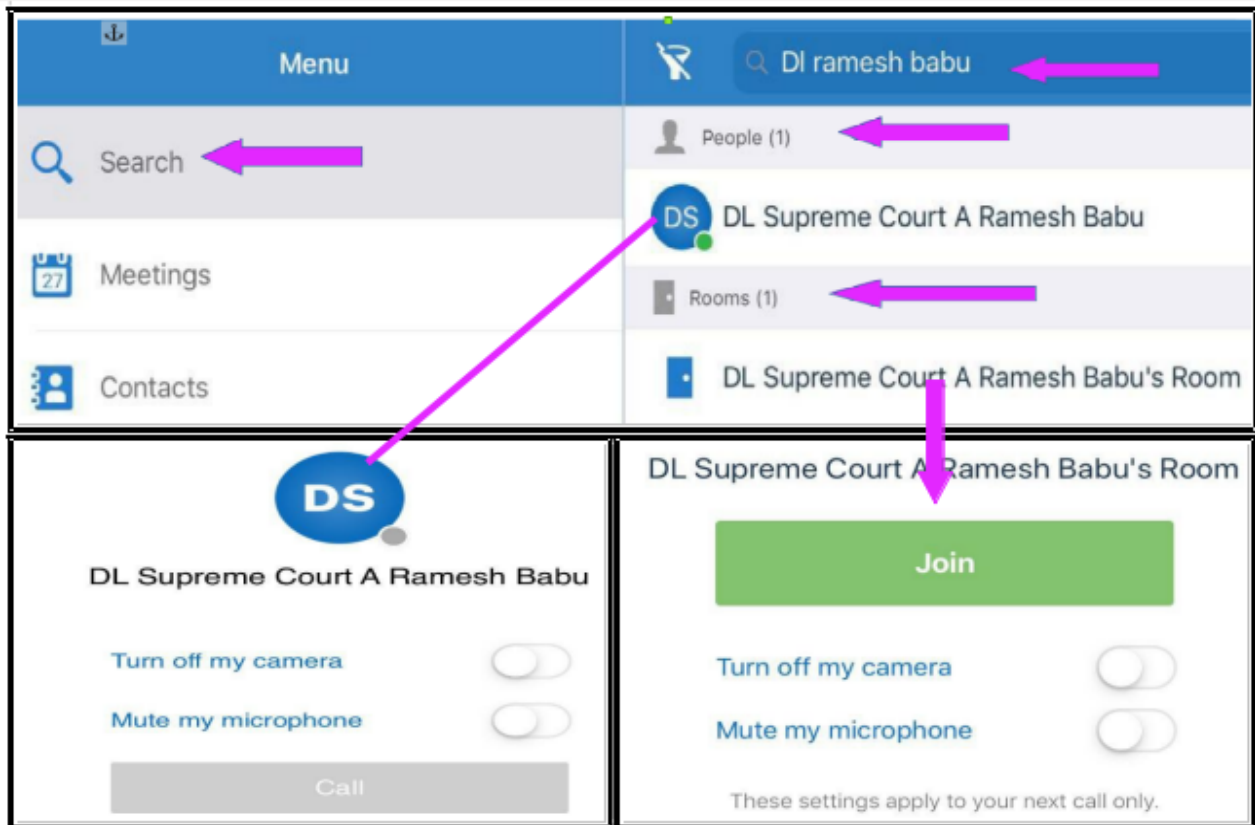 Menu
Search
27
Meetings
Contacts
Dl ramesh babu
People (1)
DS
DL Supreme Court A Ramesh Babu
Rooms (1)
DL Supreme Court A Ramesh Babu's Room
DS
DL Supreme Court A Ramesh Babu
Turn off my camera
Mute my microphone
Call
DL Supreme Court A Ramesh Babu's Room
Join
Turn off my camera
Mute my microphone
These settings apply to your next call only.